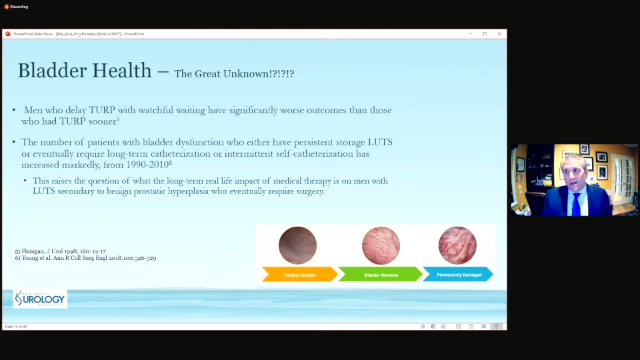 Recording
Bladder Health – The Great Unknown!?!?!?
Men who delay TURP with watchful waiting have significantly worse outcomes than those
who had TURP sooner5
The number of patients with bladder dysfunction who either have persistent storage LUTS
or eventually require long-term catheterization or intermittent self-catheterization has
increased markedly, from 1990-20106
This raises the question of what the long-term real life impact of medical therapy is on men with
LUTS secondary to benign prostatic hyperplasia who eventually require surgery.
5) Flanigan, J Urol 1998; 160: 12-17
6) Young et al. Ann R Coll Surg Engl 2018;100:326-329
Healthy Bladder
Bladder Worsens
Permanently Damaged
UROLOGY